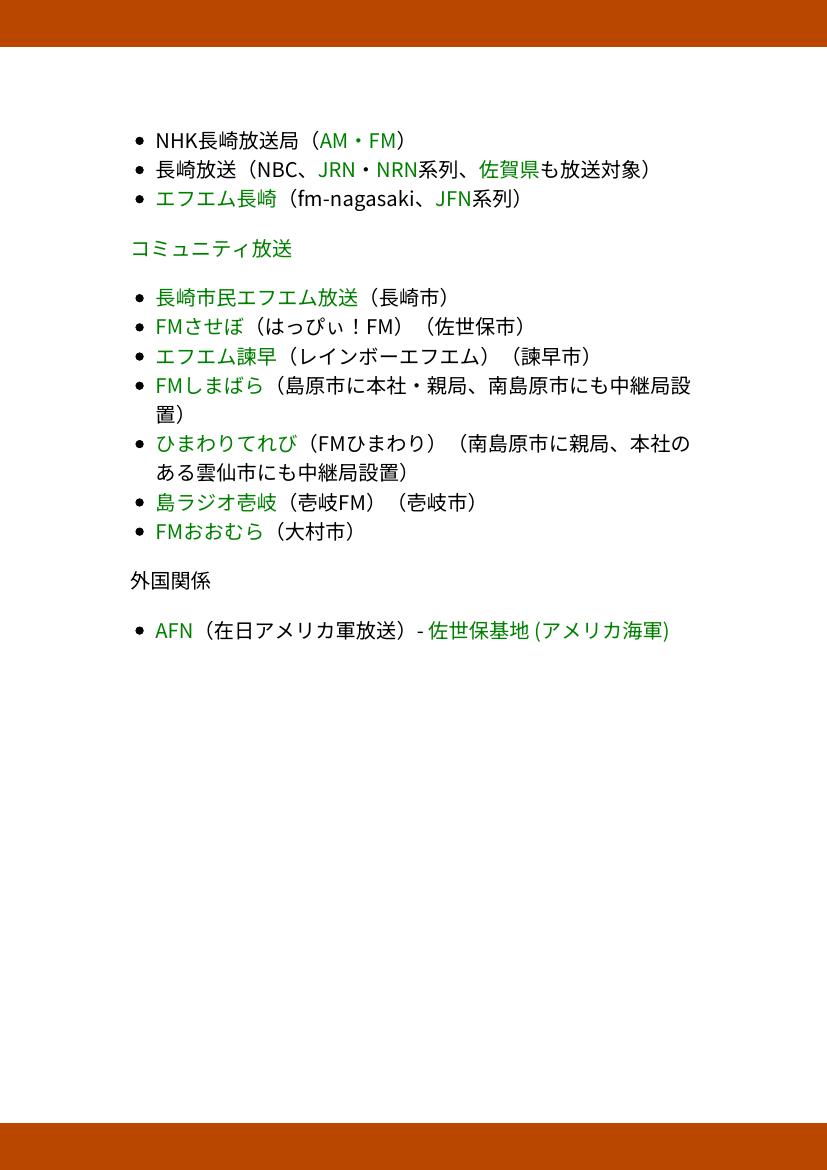 NHK長崎放送局（AM・FM）
長崎放送（NBC、JRN・NRN系列、佐賀県も放送対象）
エフエム長崎（fm-nagasaki、JFN系列）
コミュニティ放送
長崎市民エフエム放送（長崎市）
FMさせぼ（はっぴぃ！FM）（佐世保市）
エフエム諫早（レインボーエフエム）（諫早市）
FMしまばら（島原市に本社・親局、南島原市にも中継局設
置）
ひまわりてれび（FMひまわり）（南島原市に親局、本社の
ある雲仙市にも中継局設置）
島ラジオ壱岐（壱岐FM）（壱岐市）
FMおおむら（大村市）
外国関係
AFN（在日アメリカ軍放送）- 佐世保基地 (アメリカ海軍)